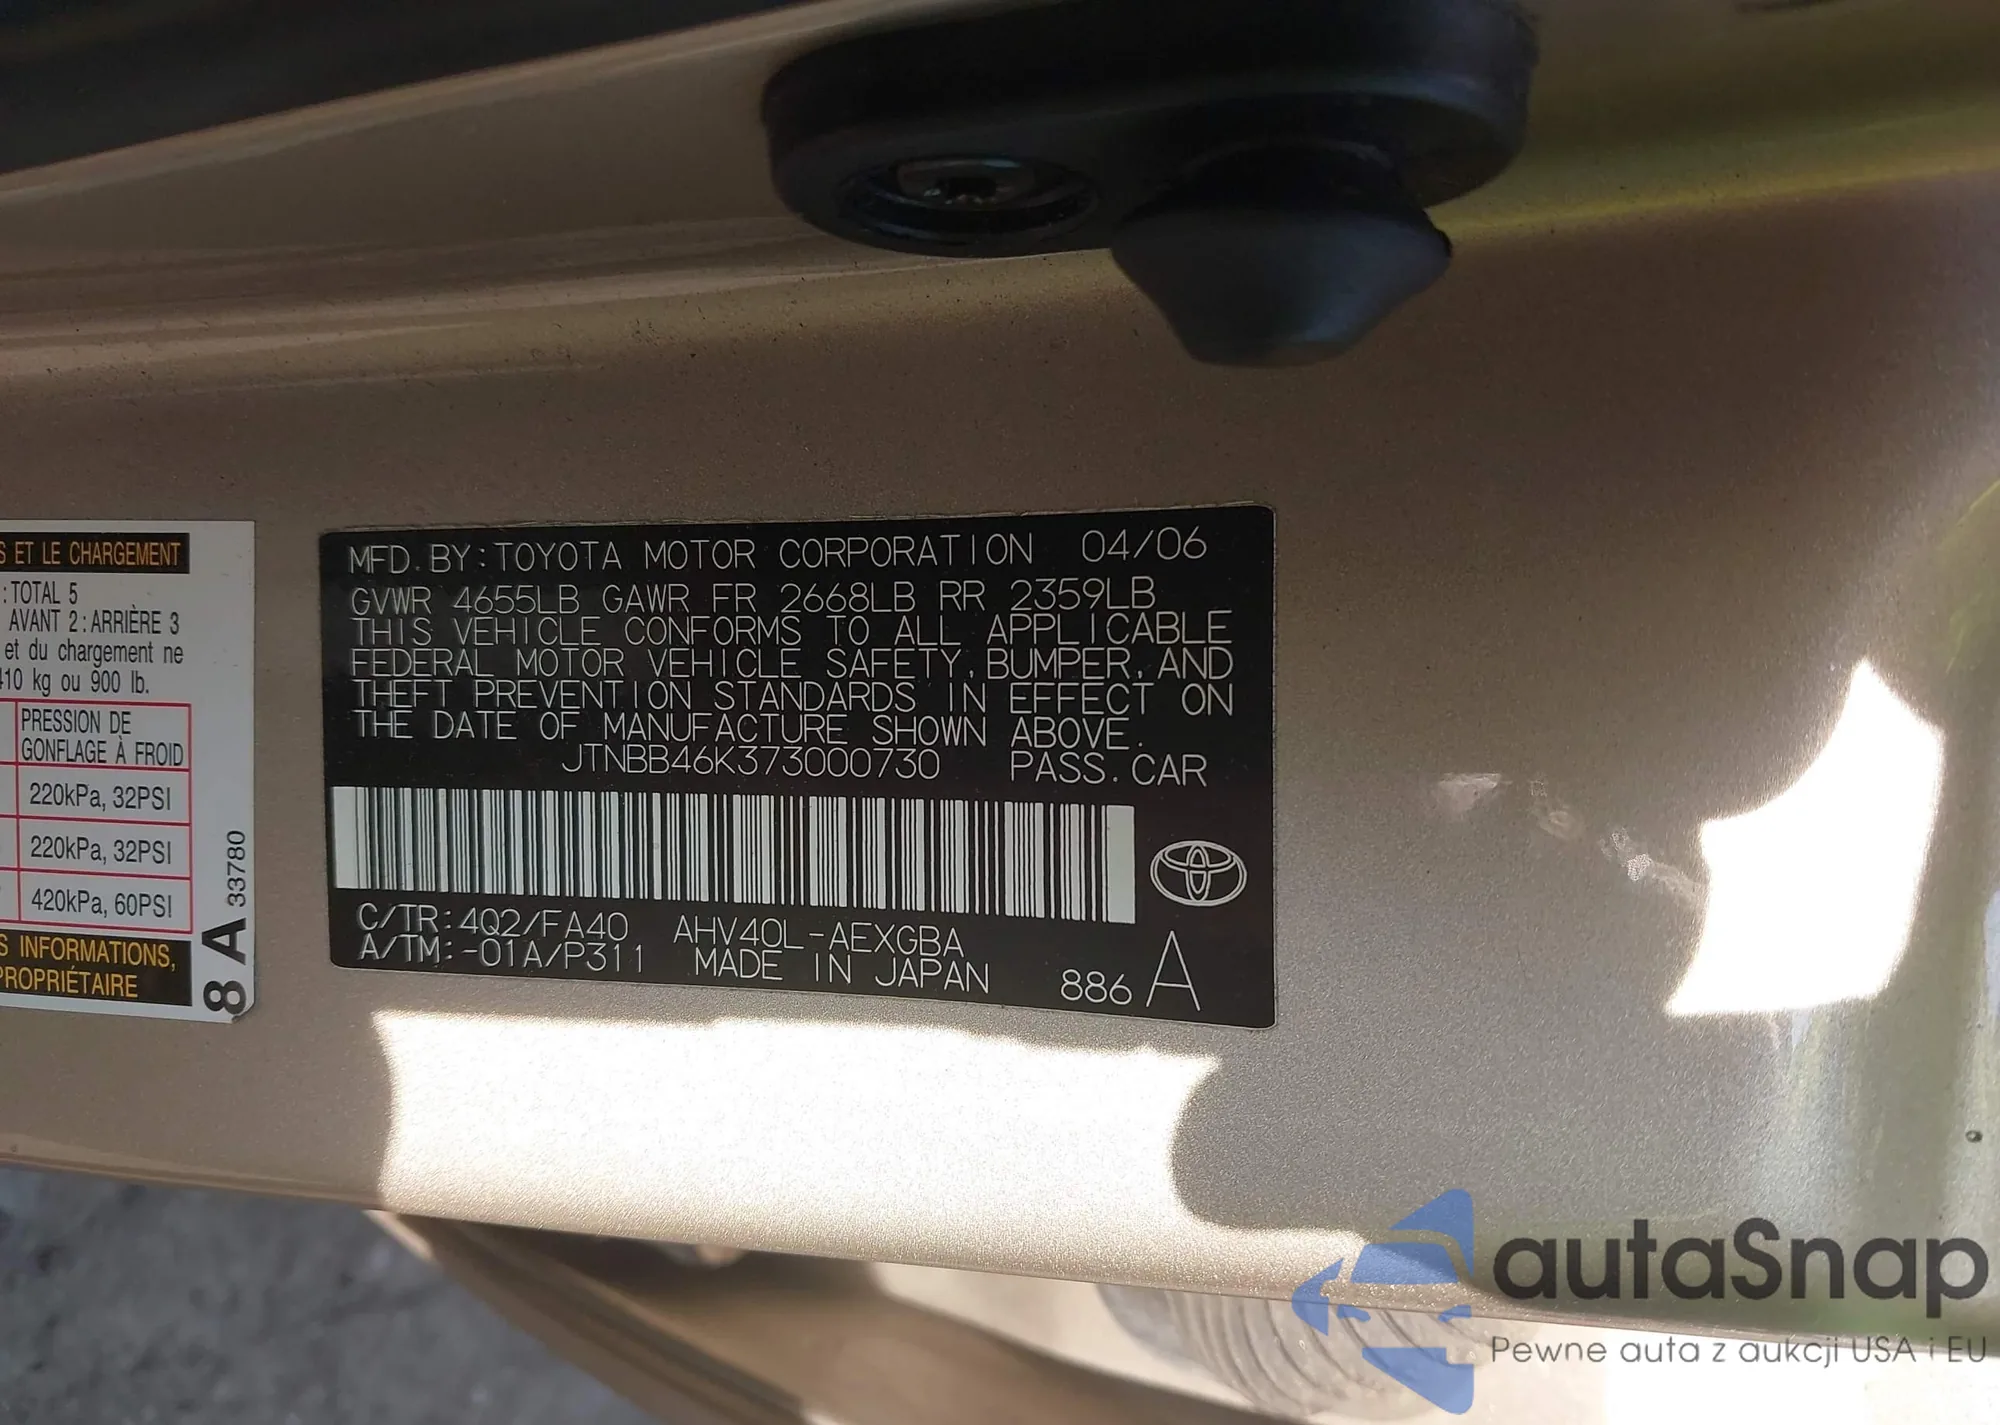 S ET LE CHARGEMENT
: TOTAL 5
AVANT 2 : ARRIÈRE 3
et du chargement ne
410 kg ou 900 lb.
PRESSION DE
GONFLAGE À FROID
220kPa, 32PSI
220kPa, 32PSI
420kPa, 60PSI
S INFORMATIONS,
PROPRIÉTAIRE
8 A 33780
MFD. BY: TOYOTA MOTOR CORPORATION 04/06
GVWR 4655LB GAWR FR 2668LB RR 2359LB
THIS VEHICLE CONFORMS TO ALL APPLICABLE
FEDERAL MOTOR VEHICLE SAFETY, BUMPER, AND
THEFT PREVENTION STANDARDS IN EFFECT ON
THE DATE OF MANUFACTURE SHOWN ABOVE.
JTNBB46K373000730 PASS. CAR
C/TR: 4Q2/FA40 AHV40L-AEXGBA
A/TM: -01A/P311 MADE IN JAPAN 886 A
autaSnap
Pewne auta z aukcji USA i EU